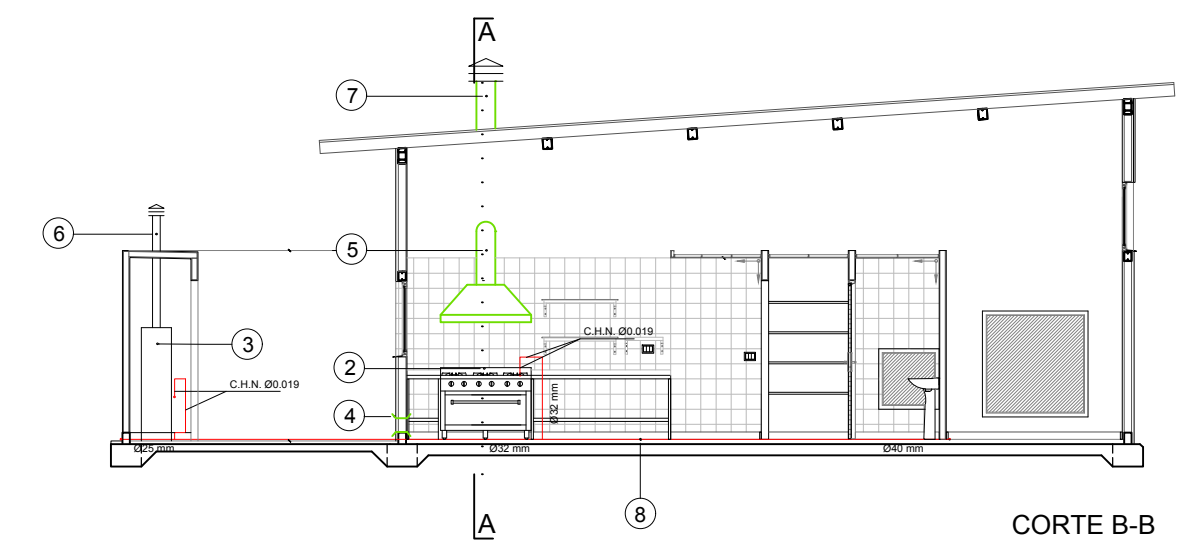 A
7
6
5
C.H.N. Ø0.019
3
2
C.H.N. Ø0.019
Ø32 mm
4
Ø25 mm
Ø32 mm
Ø40 mm
8
A
CORTE B-B